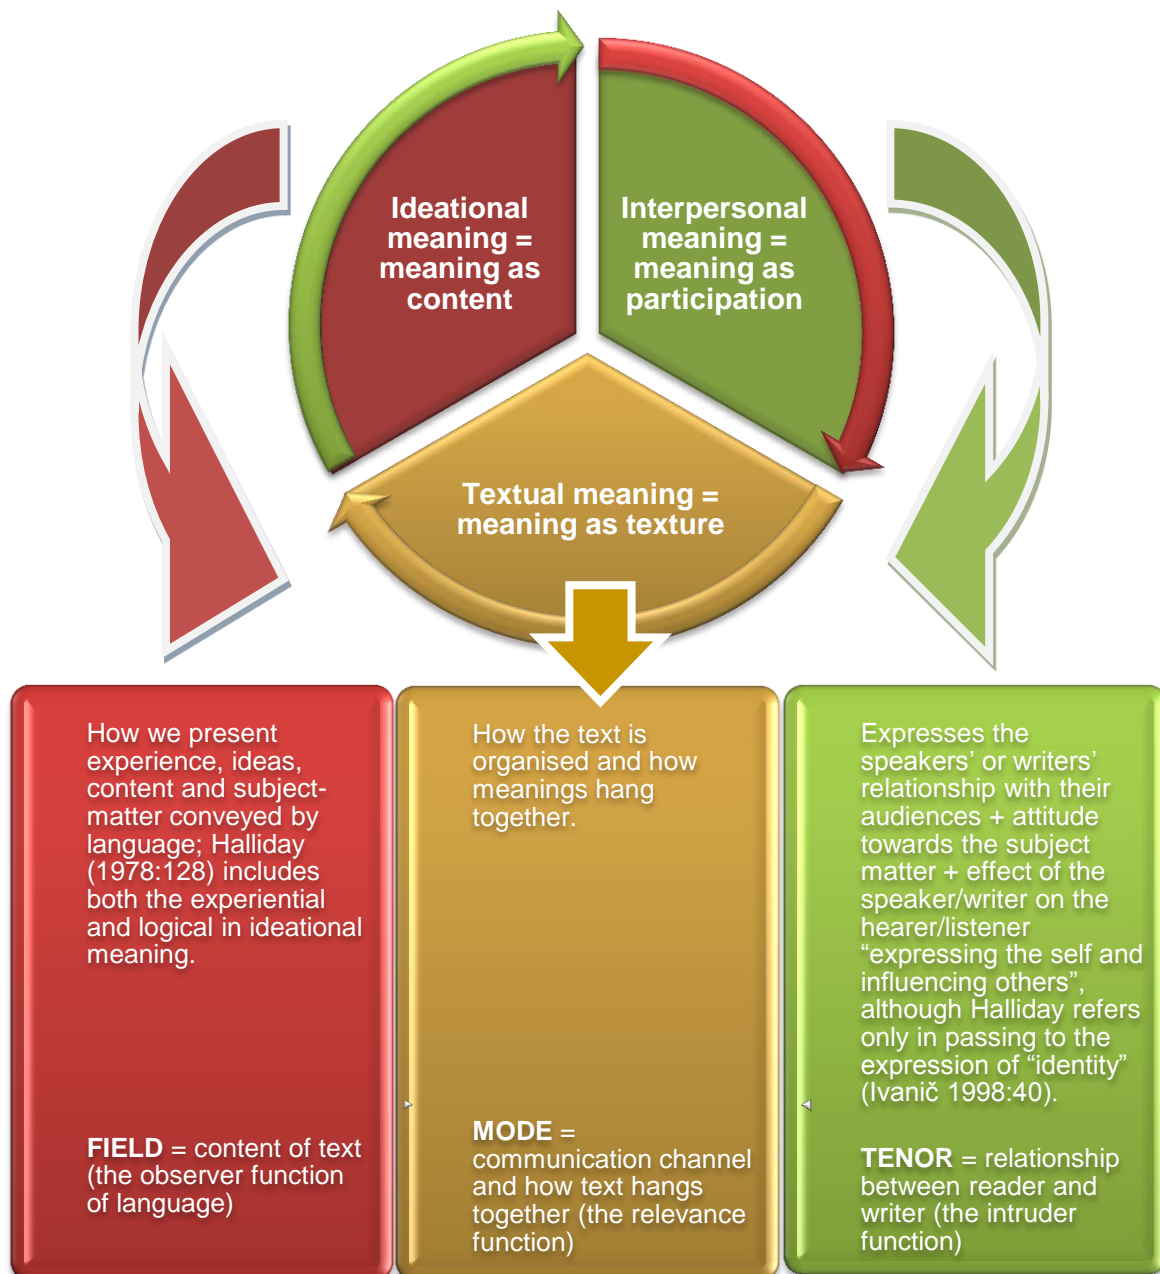 Ideational
meaning =
meaning as
content
Interpersonal
meaning =
meaning as
participation
Textual meaning =
meaning as texture
How we present
experience, ideas,
content and subject-
matter conveyed by
language; Halliday
(1978:128) includes
both the experiential
and logical in ideational
meaning.
FIELD = content of text
(the observer function
of language)
How the text is
organised and how
meanings hang
together.
MODE =
communication channel
and how text hangs
together (the relevance
function)
Expresses the
speakers’ or writers’
relationship with their
audiences + attitude
towards the subject
matter + effect of the
speaker/writer on the
hearer/listener
“expressing the self and
influencing others”,
although Halliday refers
only in passing to the
expression of “identity”
(Ivanič 1998:40).
TENOR = relationship
between reader and
writer (the intruder
function)